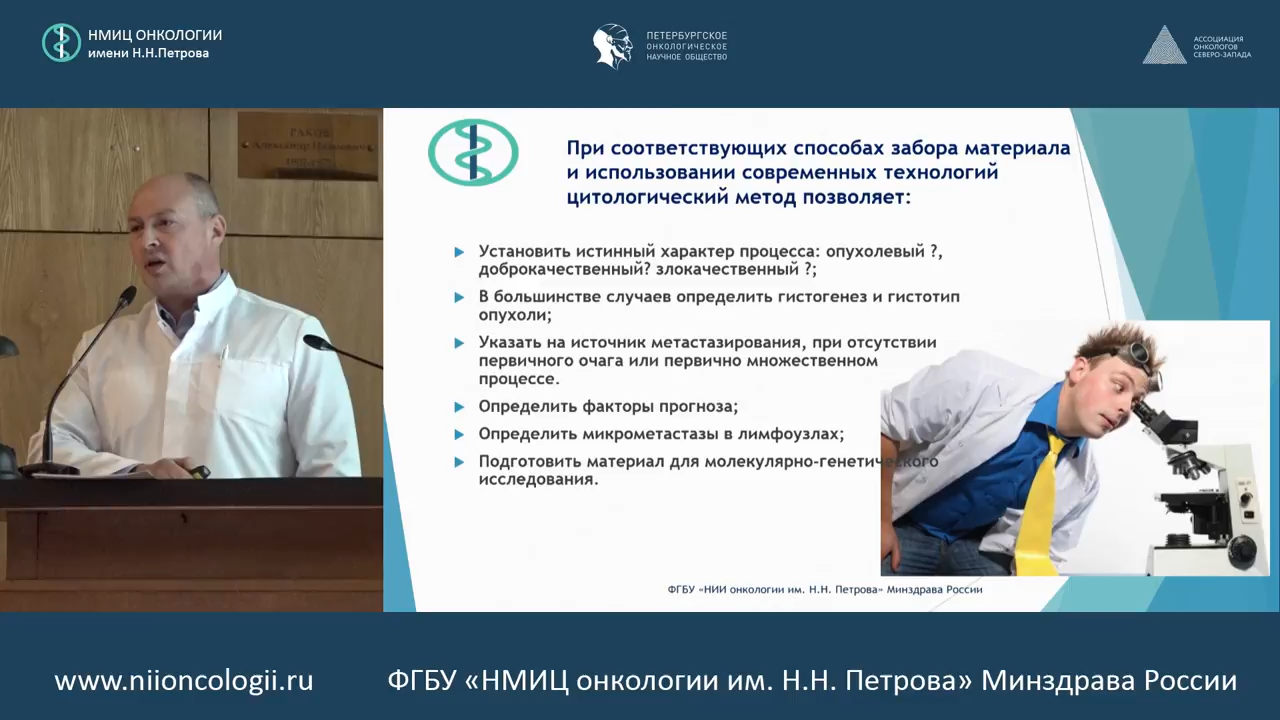 НМИЦ ОНКОЛОГИИ
имени Н.Н.Петрова
ПЕТЕРБУРГСКОЕ
ОНКОЛОГИЧЕСКОЕ
НАУЧНОЕ ОБЩЕСТВО
АССОЦИАЦИЯ
ОНКОЛОГОВ
СЕВЕРО-ЗАПАДА
РАКОВ
Александр Иванович
При соответствующих способах забора материала
и использовании современных технологий
цитологический метод позволяет:
Установить истинный характер процесса: опухолевый ?,
доброкачественный? злокачественный ?;
В большинстве случаев определить гистогенез и гистотип
опухоли;
Указать на источник метастазирования, при отсутствии
первичного очага или первично множественном
процессе.
Определить факторы прогноза;
Определить микрометастазы в лимфоузлах;
Подготовить материал для молекулярно-генетического
исследования.
ФГБУ «НИИ онкологии им. Н.Н. Петрова» Минздрава России
www.niioncologii.ru
ФГБУ «НМИЦ онкологии им. Н.Н. Петрова» Минздрава России